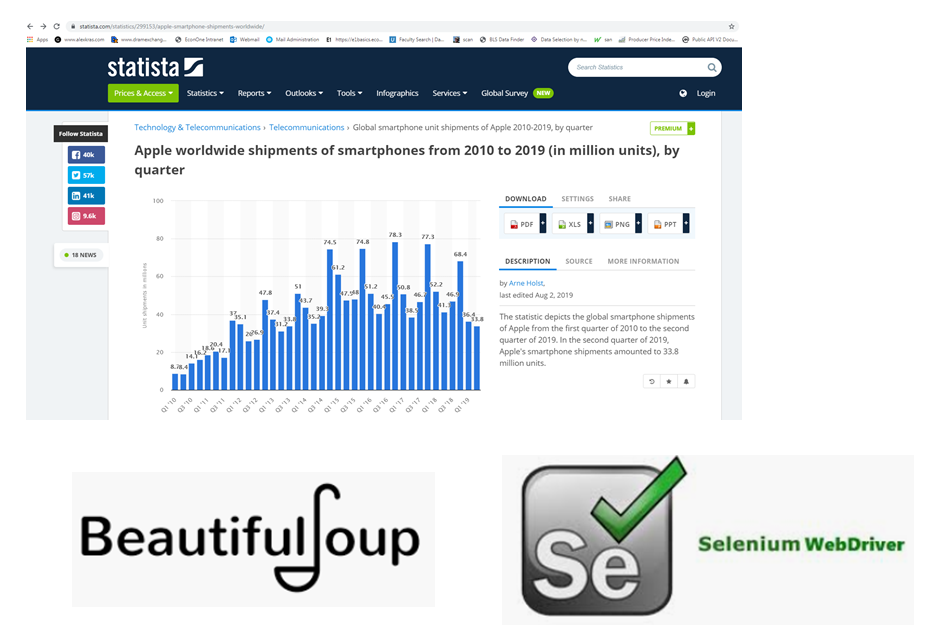 statista.com/statistics/299153/apple-smartphone-shipments-worldwide/
Apps www.aleskras.com www.dramexchang... EconOne Intranet Webmail Mail Administration https://e1basics.eco... Faculty Search | Da... scan BLS Data Finder Data Selection by n... san Producer Price Inde... Public API V2 Docu...
statista
Search Statistics
Prices & Access Statistics Reports Outlooks Tools Infographics Services Global Survey NEW Login
Follow Statista
40k
57k
41k
9.6k
18 NEWS
Technology & Telecommunications › Telecommunications › Global smartphone unit shipments of Apple 2010-2019, by quarter
PREMIUM +
Apple worldwide shipments of smartphones from 2010 to 2019 (in million units), by
quarter
Unit shipments in millions
100
80
60
40
20
0
8.7 8.4 14.1 16.2 18.6 20.4 17.1 37 35.1 26 26.9 47.8 37.4 31.2 33.8 51 43.7 35.2 39.3 74.5 61.2 47.5 48 74.8 51.2 40.4 45.5 78.3 50.8 38.5 46.7 77.3 52.2 41.3 46.9 68.4 36.4 33.8
Q1 '10 Q3 '10 Q1 '11 Q3 '11 Q1 '12 Q3 '12 Q1 '13 Q3 '13 Q1 '14 Q3 '14 Q1 '15 Q3 '15 Q1 '16 Q3 '16 Q1 '17 Q3 '17 Q1 '18 Q3 '18 Q1 '19
DOWNLOAD SETTINGS SHARE
PDF + XLS + PNG + PPT +
DESCRIPTION SOURCE MORE INFORMATION
by Arne Holst,
last edited Aug 2, 2019
The statistic depicts the global smartphone shipments
of Apple from the first quarter of 2010 to the second
quarter of 2019. In the second quarter of 2019,
Apple's smartphone shipments amounted to 33.8
million units.
BeautifulSoup
Se
Selenium WebDriver